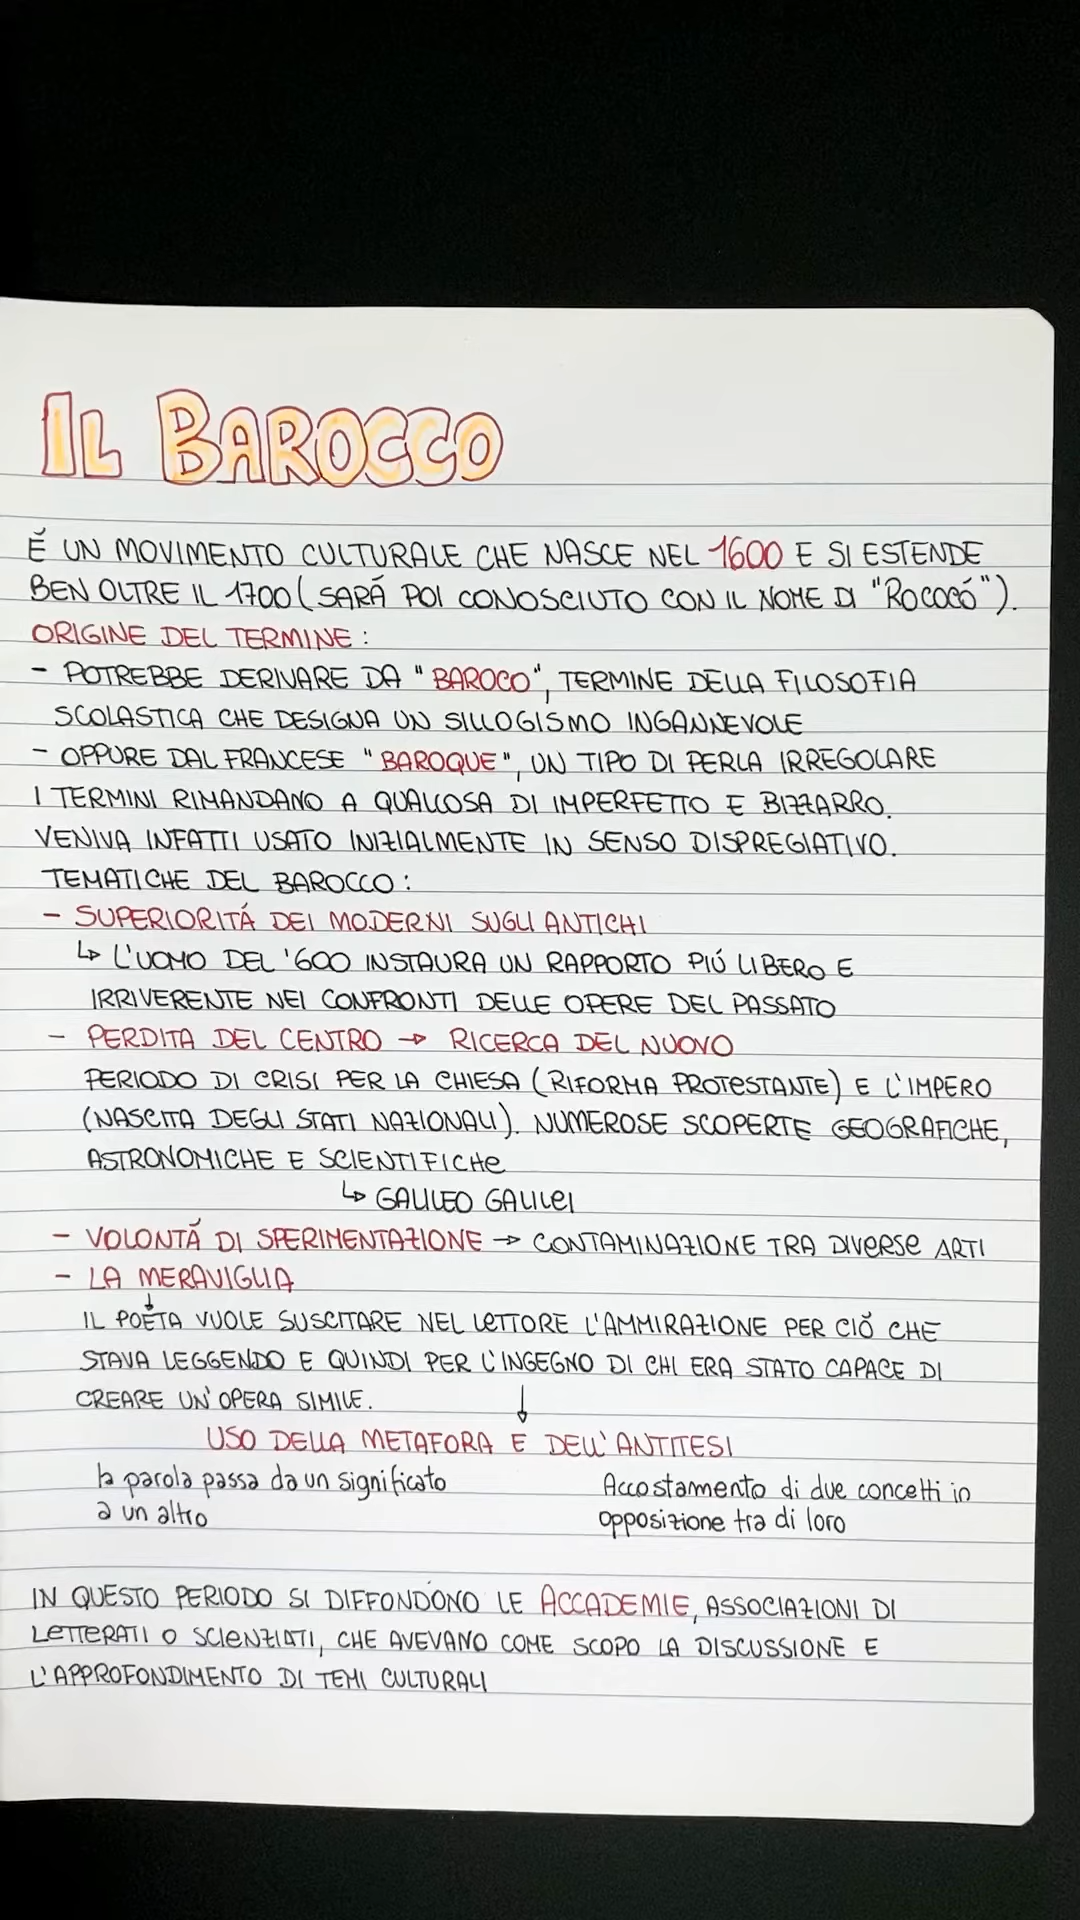 IL BAROCCO
É UN MOVIMENTO CULTURALE CHE NASCE NEL 1600 E SI ESTENDE
BEN OLTRE IL 1700 (SARÁ POI CONOSCIUTO CON IL NOME DI "ROCOCÓ").
ORIGINE DEL TERMINE:
- POTREBBE DERIVARE DA "BAROCO", TERMINE DELLA FILOSOFIA
SCOLASTICA CHE DESIGNA UN SILLOGISMO INGANNEVOLE
- OPPURE DAL FRANCESE "BAROQUE", UN TIPO DI PERLA IRREGOLARE
I TERMINI RIMANDANO A QUALCOSA DI IMPERFETTO E BIZZARRO.
VENIVA INFATTI USATO INIZIALMENTE IN SENSO DISPREGIATIVO.
TEMATICHE DEL BAROCCO:
- SUPERIORITÁ DEI MODERNI SUGLI ANTICHI
↳ L'UOMO DEL '600 INSTAURA UN RAPPORTO PIÚ LIBERO E
IRRIVERENTE NEI CONFRONTI DELLE OPERE DEL PASSATO
- PERDITA DEL CENTRO → RICERCA DEL NUOVO
PERIODO DI CRISI PER LA CHIESA (RIFORMA PROTESTANTE) E L'IMPERO
(NASCITA DEGLI STATI NAZIONALI). NUMEROSE SCOPERTE GEOGRAFICHE,
ASTRONOMICHE E SCIENTIFICHE
↳ GALILEO GALILEI
- VOLONTÁ DI SPERIMENTAZIONE → CONTAMINAZIONE TRA DIVERSE ARTI
- LA MERAVIGLIA
↓
IL POETA VUOLE SUSCITARE NEL LETTORE L'AMMIRAZIONE PER CIÓ CHE
STAVA LEGGENDO E QUINDI PER L'INGEGNO DI CHI ERA STATO CAPACE DI
CREARE UN'OPERA SIMILE. ↓
USO DELLA METAFORA E DELL'ANTITESI
la parola passa da un significato
a un altro
Accostamento di due concetti in
opposizione tra di loro
IN QUESTO PERIODO SI DIFFONDONO LE ACCADEMIE, ASSOCIAZIONI DI
LETTERATI O SCIENZIATI, CHE AVEVANO COME SCOPO LA DISCUSSIONE E
L'APPROFONDIMENTO DI TEMI CULTURALI